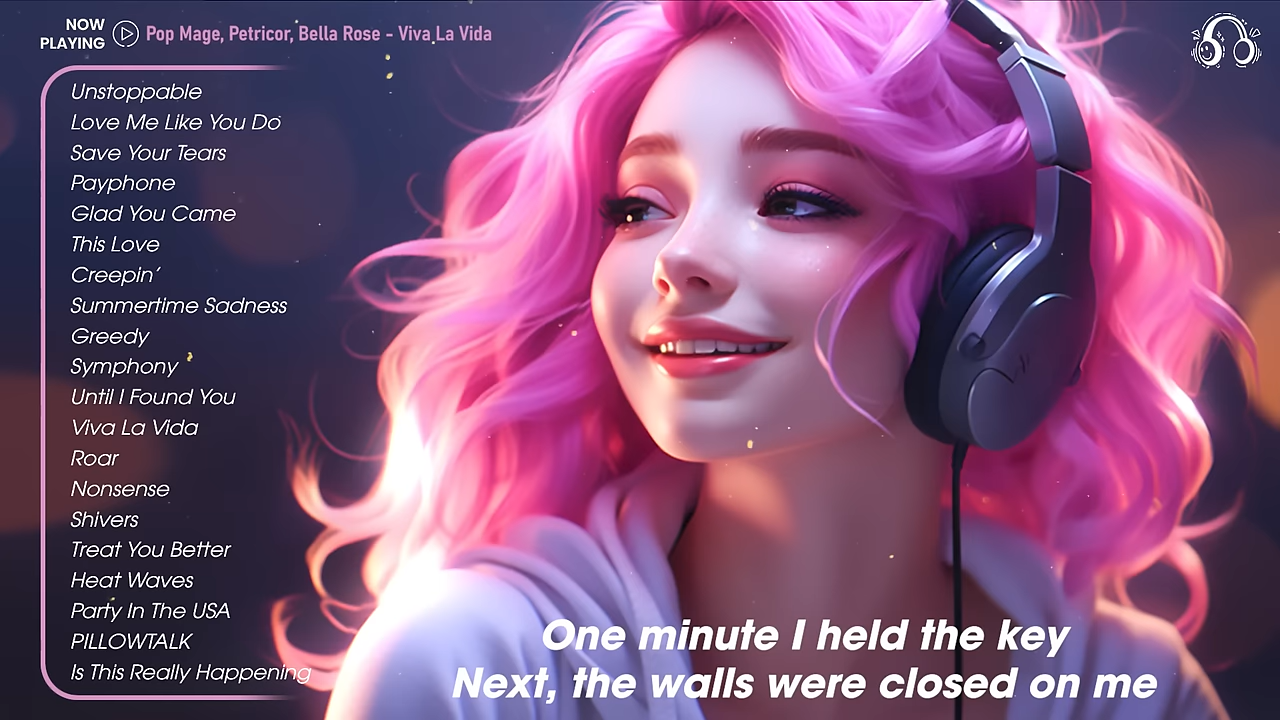 NOW
PLAYING
Pop Mage, Petricor, Bella Rose - Viva La Vida
Unstoppable
Love Me Like You Do
Save Your Tears
Payphone
Glad You Came
This Love
Creepin'
Summertime Sadness
Greedy
Symphony
Until I Found You
Viva La Vida
Roar
Nonsense
Shivers
Treat You Better
Heat Waves
Party In The USA
PILLOWTALK
Is This Really Happening
One minute I held the key
Next, the walls were closed on me